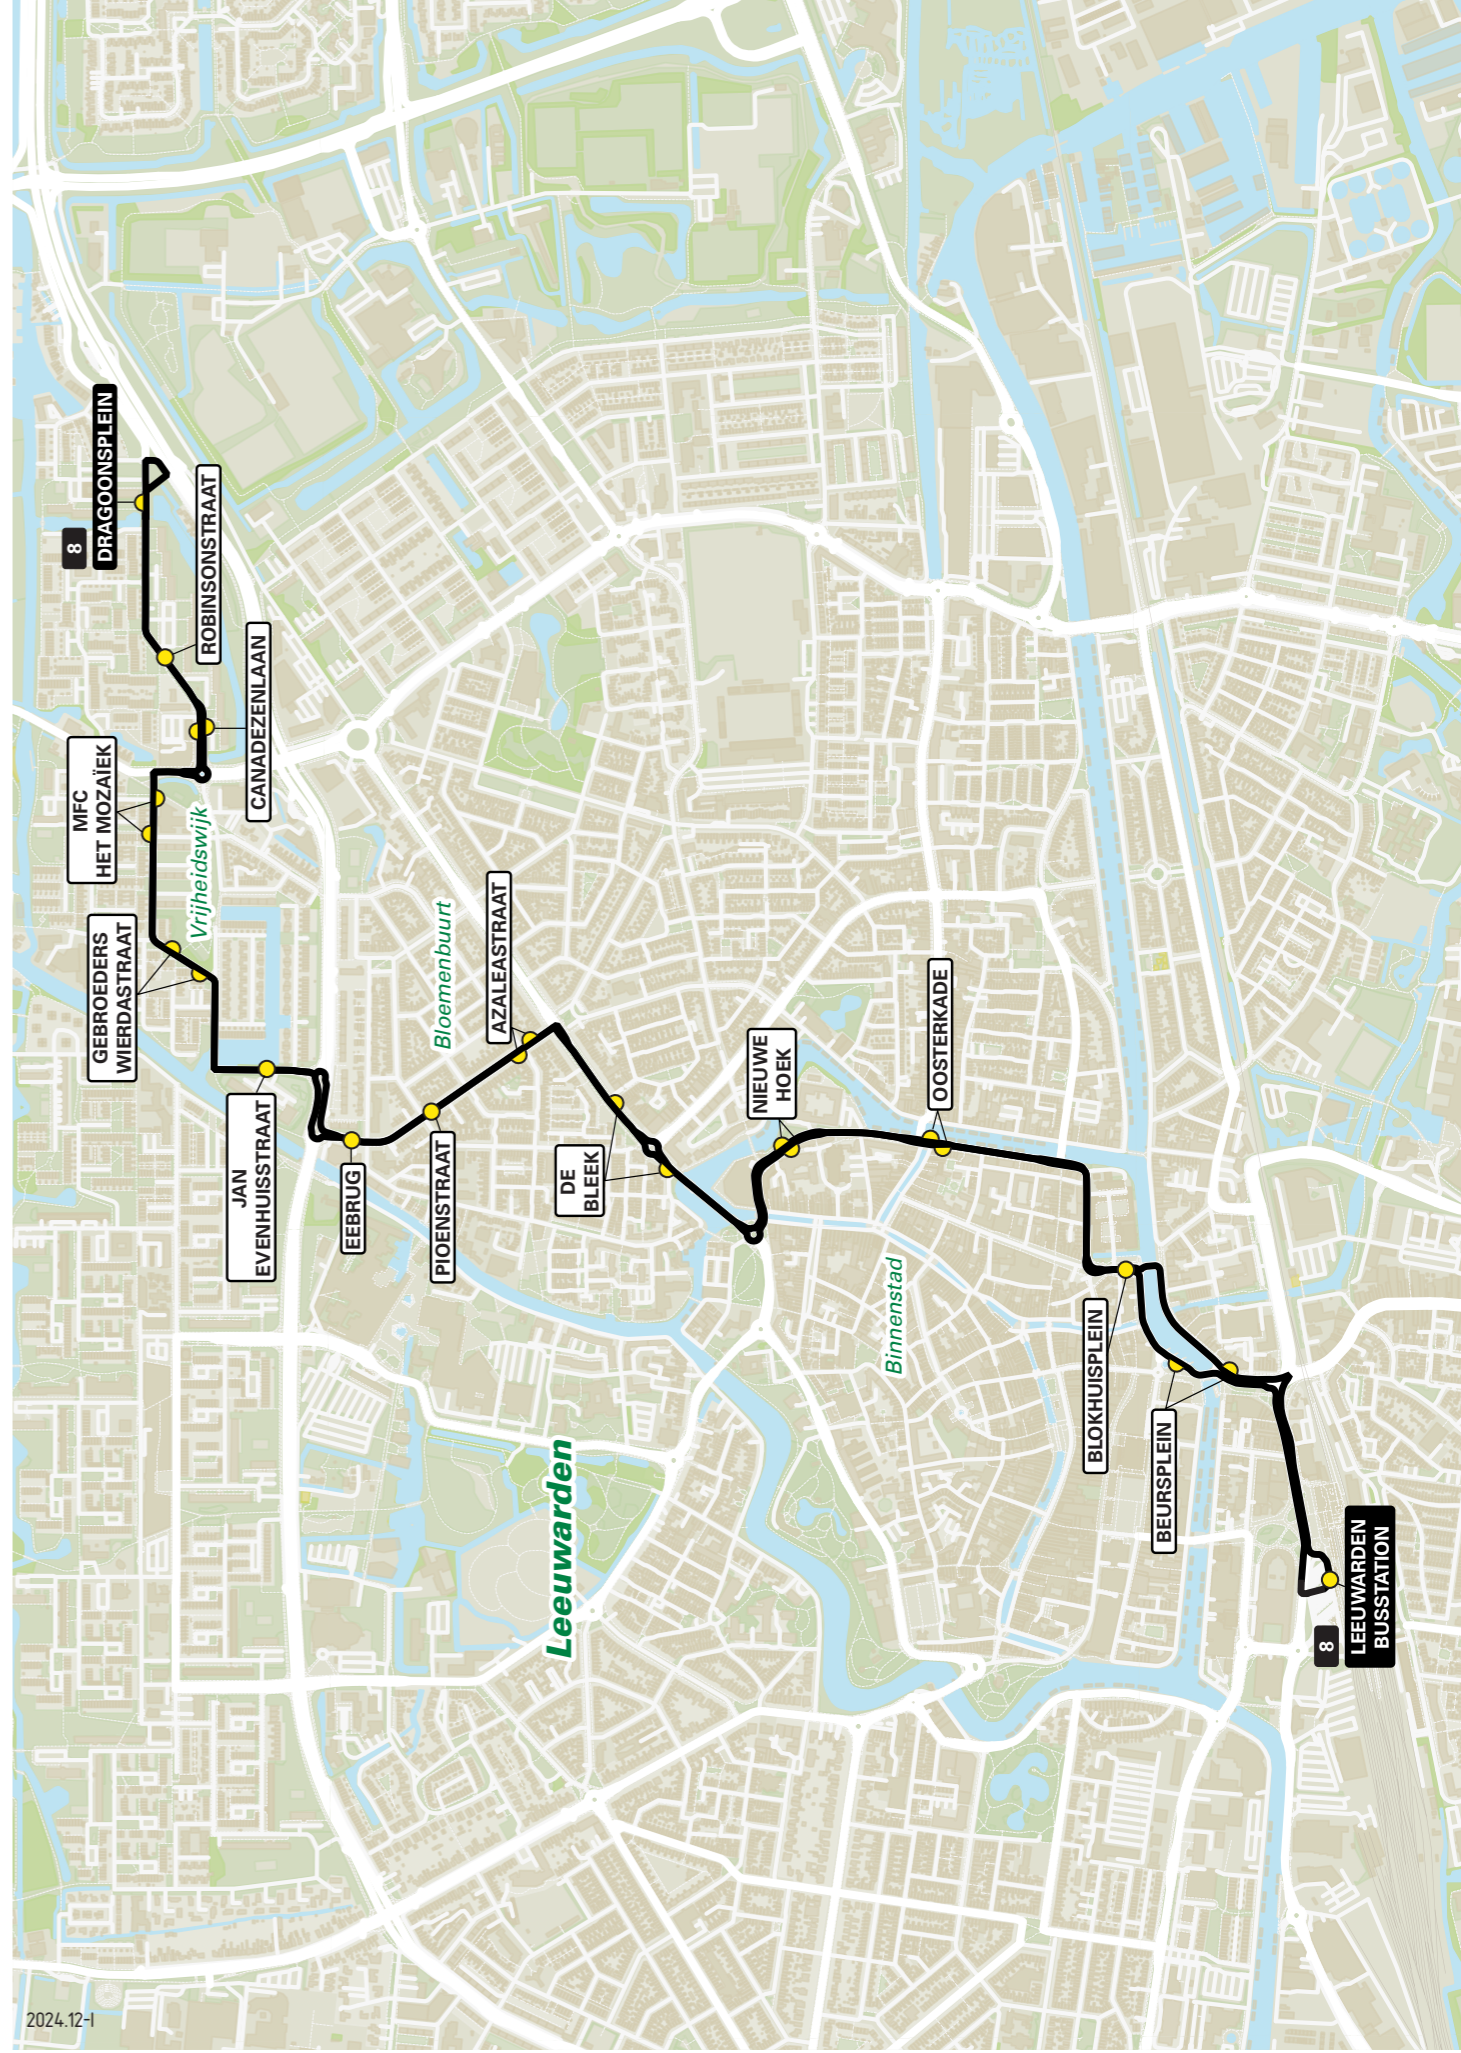 8
DRAGOONSPLEIN
ROBINSONSTRAAT
CANADEZENLAAN
MFC
HET MOZAÏEK
Vrijheidswijk
GEBROEDERS
WIERDASTRAAT
JAN
EVENHUISSTRAAT
EEBRUG
PIOENSTRAAT
Bloemenbuurt
AZALEASTRAAT
DE
BLEEK
NIEUWE
HOEK
OOSTERKADE
Binnenstad
BLOKHUISPLEIN
BEURSPLEIN
Leeuwarden
8
LEEUWARDEN
BUSSTATION
2024.12-I